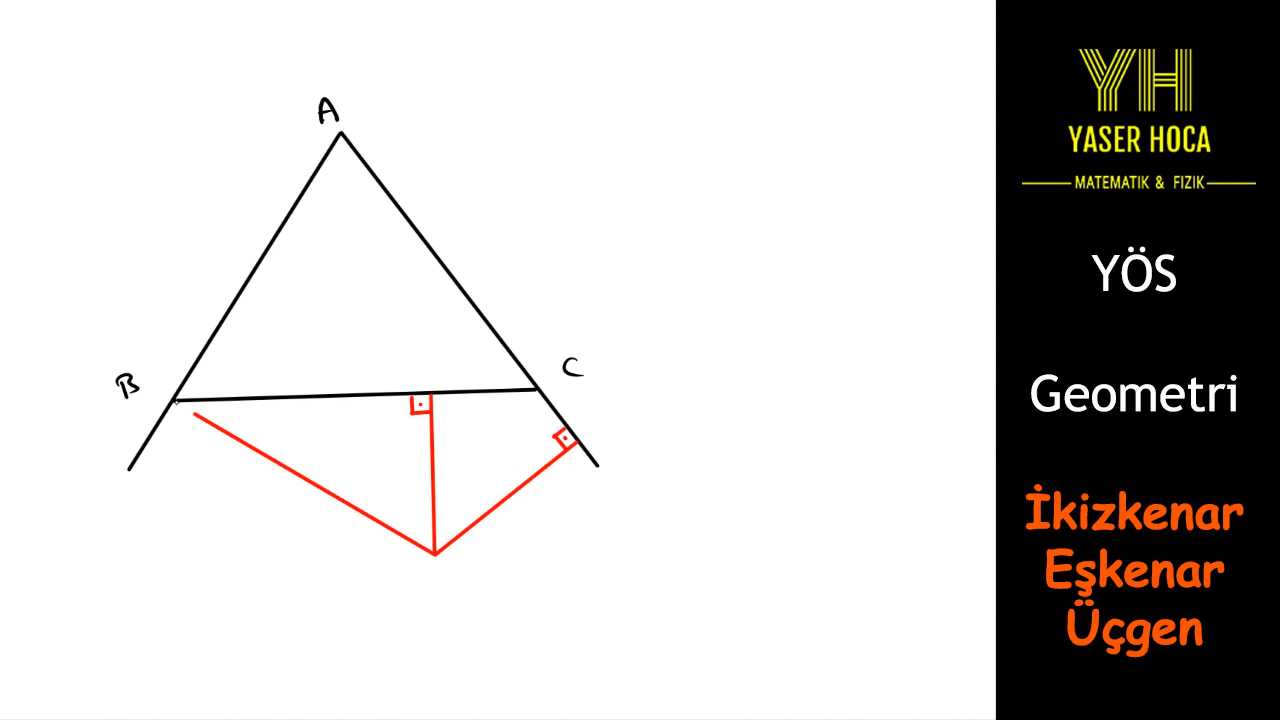 A
B
C
YH
YASER HOCA
MATEMATIK & FIZIK
YÖS
Geometri
İkizkenar
Eşkenar
Üçgen